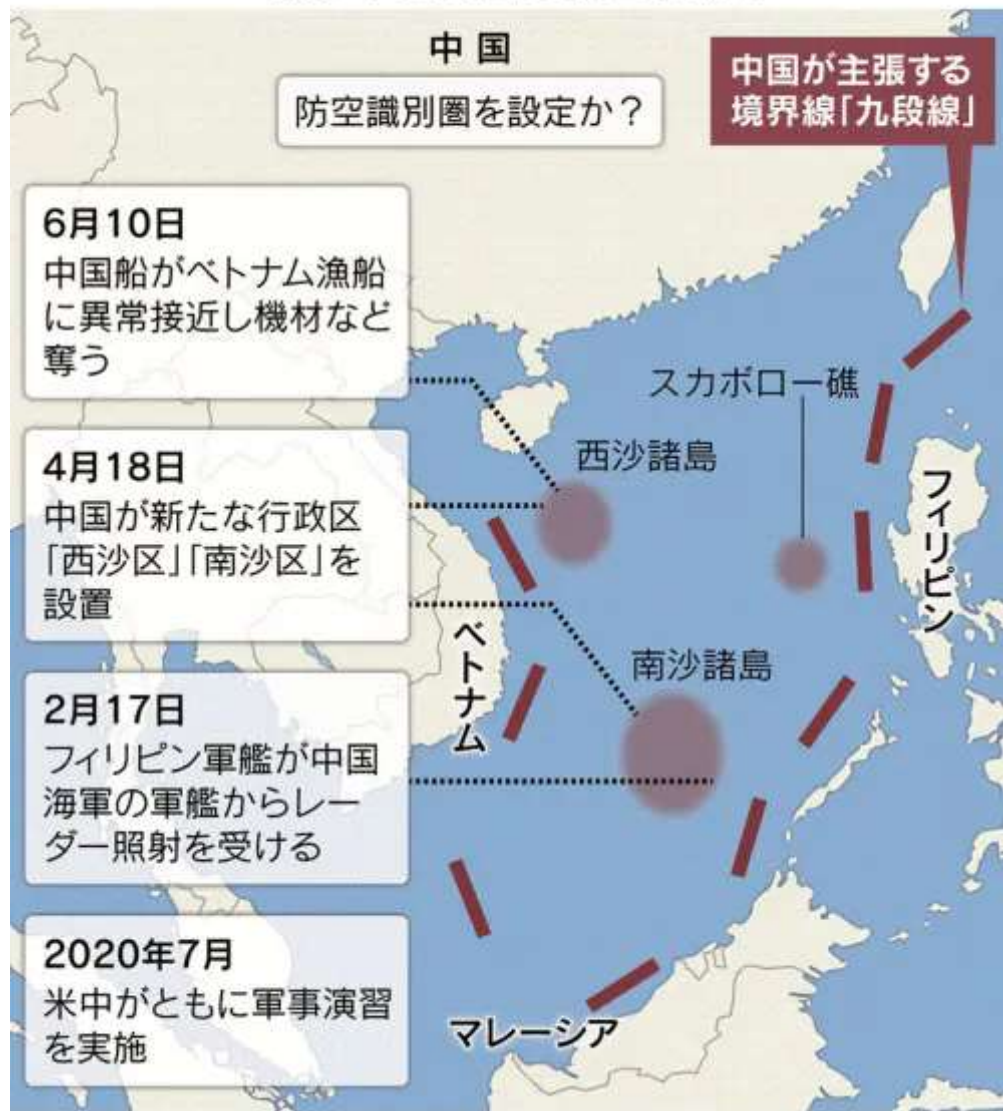 中国
防空識別圏を設定か？
中国が主張する
境界線「九段線」
6月10日
中国船がベトナム漁船
に異常接近し機材など
奪う
スカボロー礁
西沙諸島
4月18日
中国が新たな行政区
「西沙区」「南沙区」を
設置
フィリピン
ベトナム
南沙諸島
2月17日
フィリピン軍艦が中国
海軍の軍艦からレー
ダー照射を受ける
2020年7月
米中がともに軍事演習
を実施
マレーシア